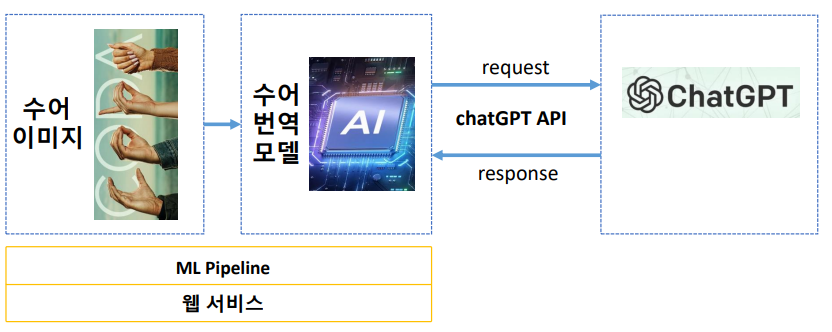 수어
이미지
CODA
수어
번역
모델
AI
request
chatGPT API
response
ChatGPT
ML Pipeline
웹 서비스